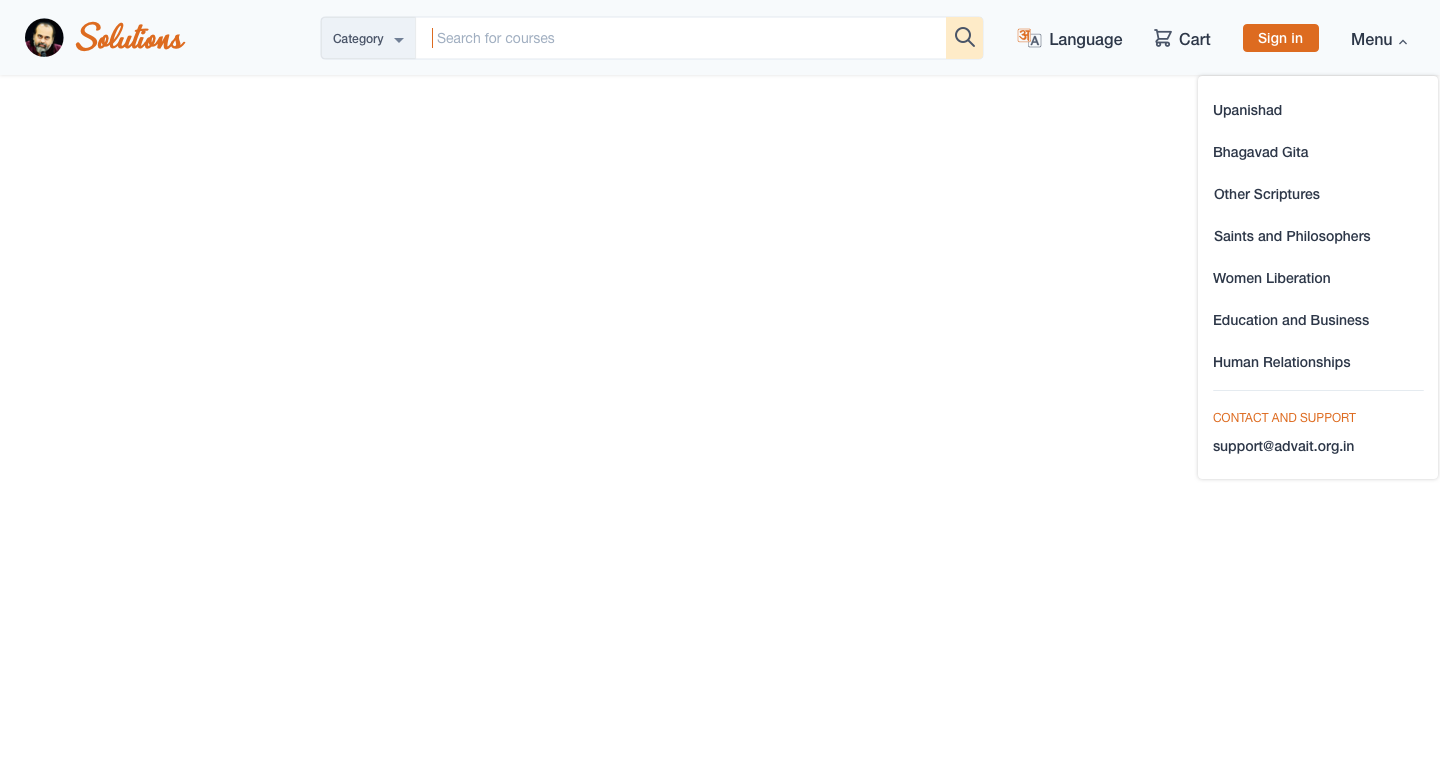 Solutions
Category
Search for courses
अ A Language
Cart
Sign in
Menu
Upanishad
Bhagavad Gita
Other Scriptures
Saints and Philosophers
Women Liberation
Education and Business
Human Relationships
CONTACT AND SUPPORT
support@advait.org.in